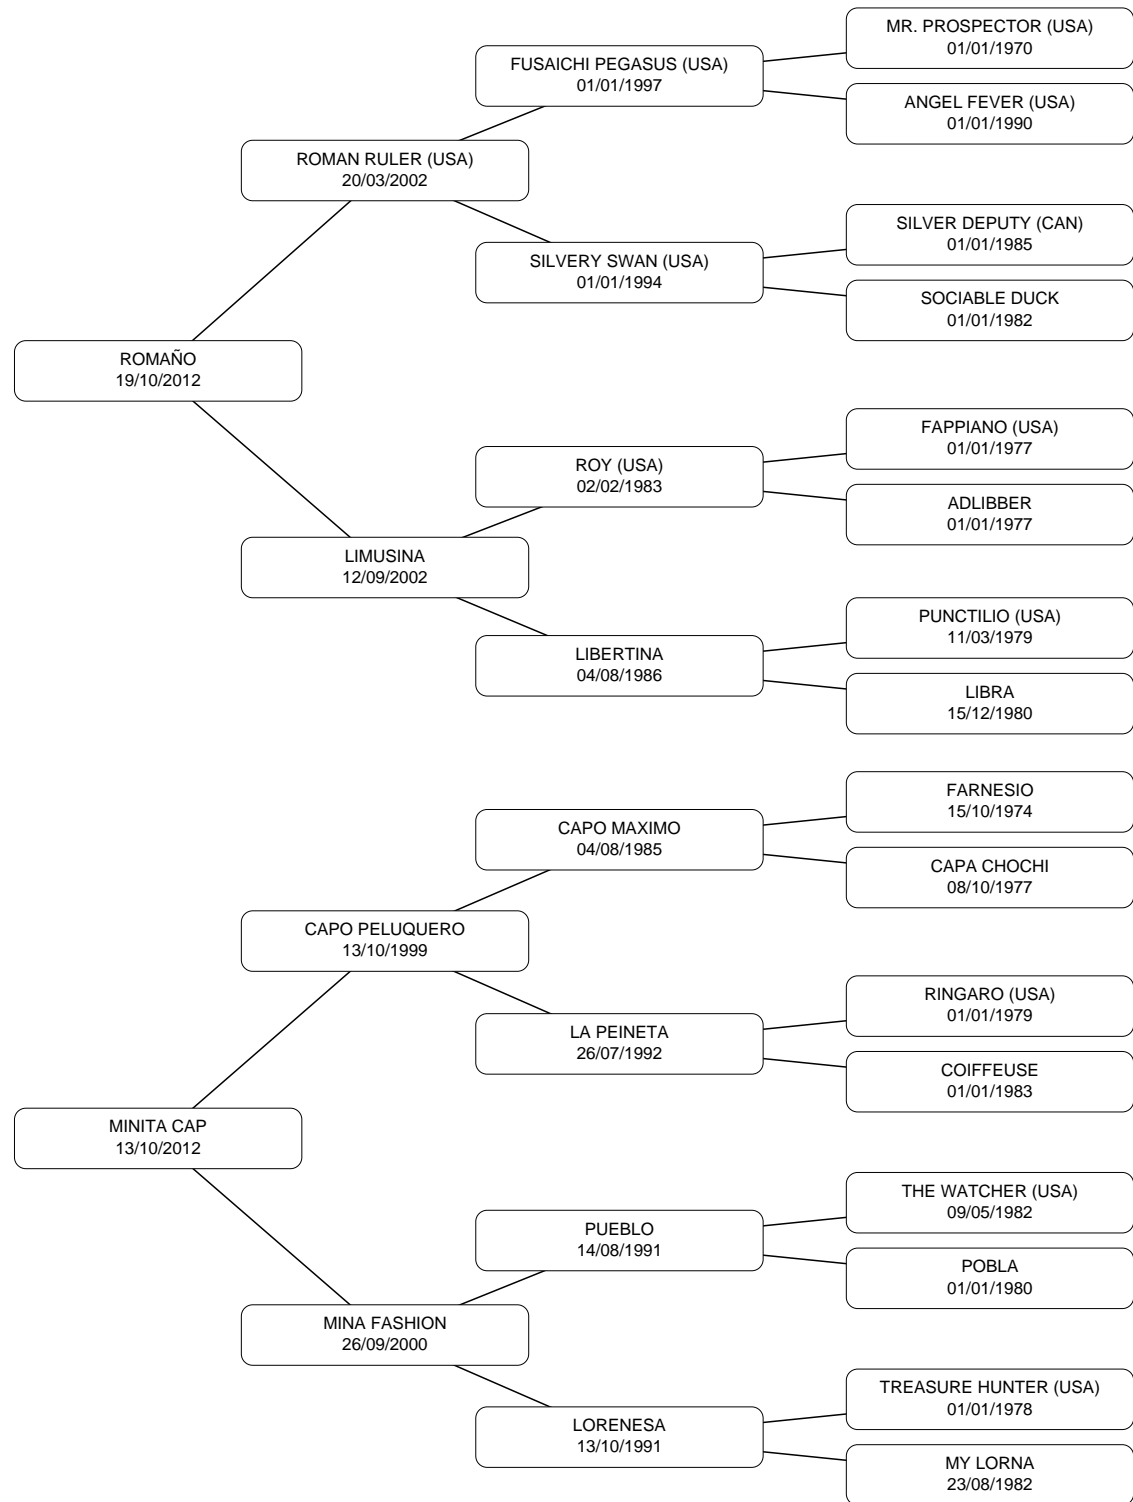 MR. PROSPECTOR (USA)
01/01/1970
FUSAICHI PEGASUS (USA)
01/01/1997
ANGEL FEVER (USA)
01/01/1990
ROMAN RULER (USA)
20/03/2002
SILVER DEPUTY (CAN)
01/01/1985
SILVERY SWAN (USA)
01/01/1994
SOCIABLE DUCK
01/01/1982
ROMAÑO
19/10/2012
FAPPIANO (USA)
01/01/1977
ROY (USA)
02/02/1983
ADLIBBER
01/01/1977
LIMUSINA
12/09/2002
PUNCTILIO (USA)
11/03/1979
LIBERTINA
04/08/1986
LIBRA
15/12/1980
FARNESIO
15/10/1974
CAPO MAXIMO
04/08/1985
CAPA CHOCHI
08/10/1977
CAPO PELUQUERO
13/10/1999
RINGARO (USA)
01/01/1979
LA PEINETA
26/07/1992
COIFFEUSE
01/01/1983
MINITA CAP
13/10/2012
THE WATCHER (USA)
09/05/1982
PUEBLO
14/08/1991
POBLA
01/01/1980
MINA FASHION
26/09/2000
TREASURE HUNTER (USA)
01/01/1978
LORENESA
13/10/1991
MY LORNA
23/08/1982